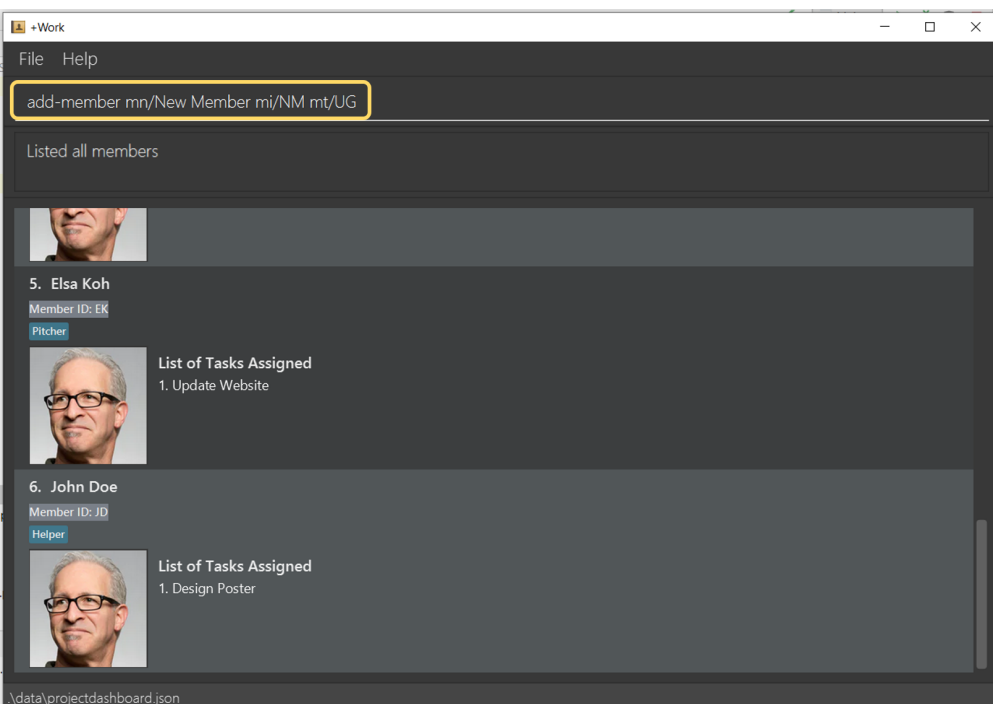 +Work
File Help
add-member mn/New Member mi/NM mt/UG
Listed all members
5. Elsa Koh
Member ID: EK
Pitcher
List of Tasks Assigned
1. Update Website
6. John Doe
Member ID: JD
Helper
List of Tasks Assigned
1. Design Poster
.\data\projectdashboard.json